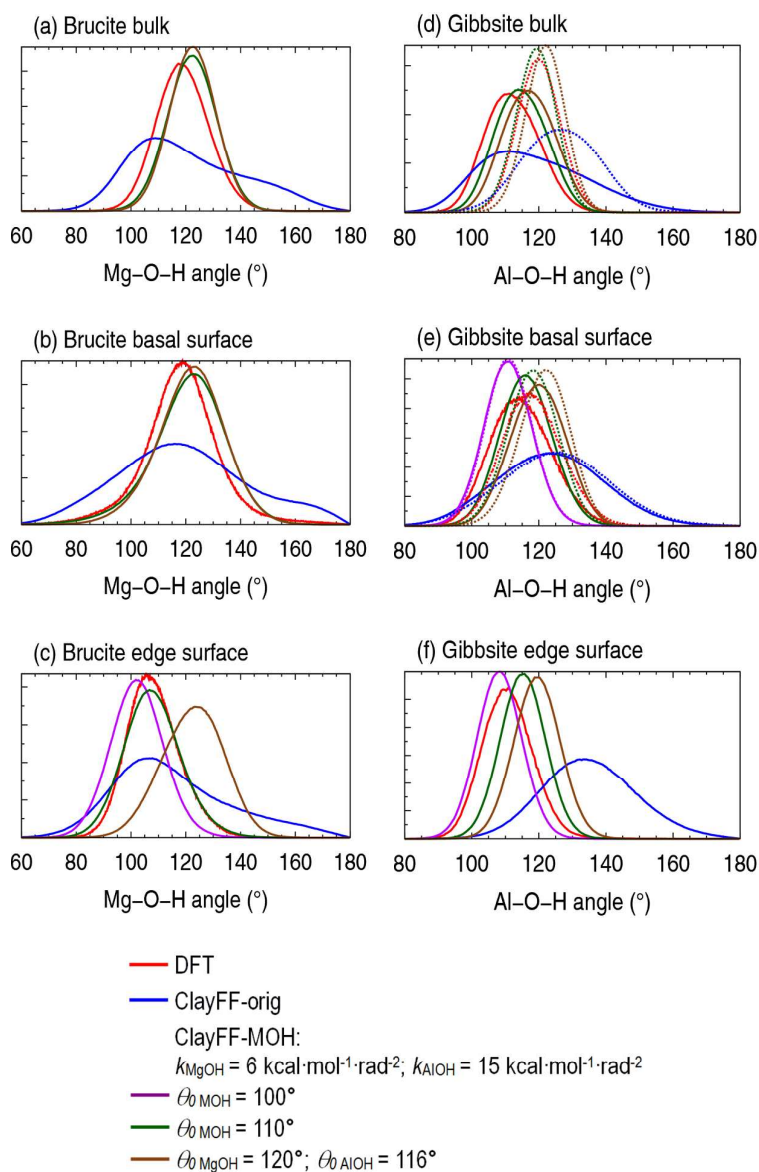 (a) Brucite bulk
60 80 100 120 140 160 180
Mg–O–H angle (°)
(d) Gibbsite bulk
80 100 120 140 160 180
Al–O–H angle (°)
(b) Brucite basal surface
60 80 100 120 140 160 180
Mg–O–H angle (°)
(e) Gibbsite basal surface
80 100 120 140 160 180
Al–O–H angle (°)
(c) Brucite edge surface
60 80 100 120 140 160 180
Mg–O–H angle (°)
(f) Gibbsite edge surface
80 100 120 140 160 180
Al–O–H angle (°)
DFT
ClayFF-orig
ClayFF-MOH:
kMgOH = 6 kcal·mol-1·rad-2; kAlOH = 15 kcal·mol-1·rad-2
θ0 MOH = 100°
θ0 MOH = 110°
θ0 MgOH = 120°; θ0 AlOH = 116°